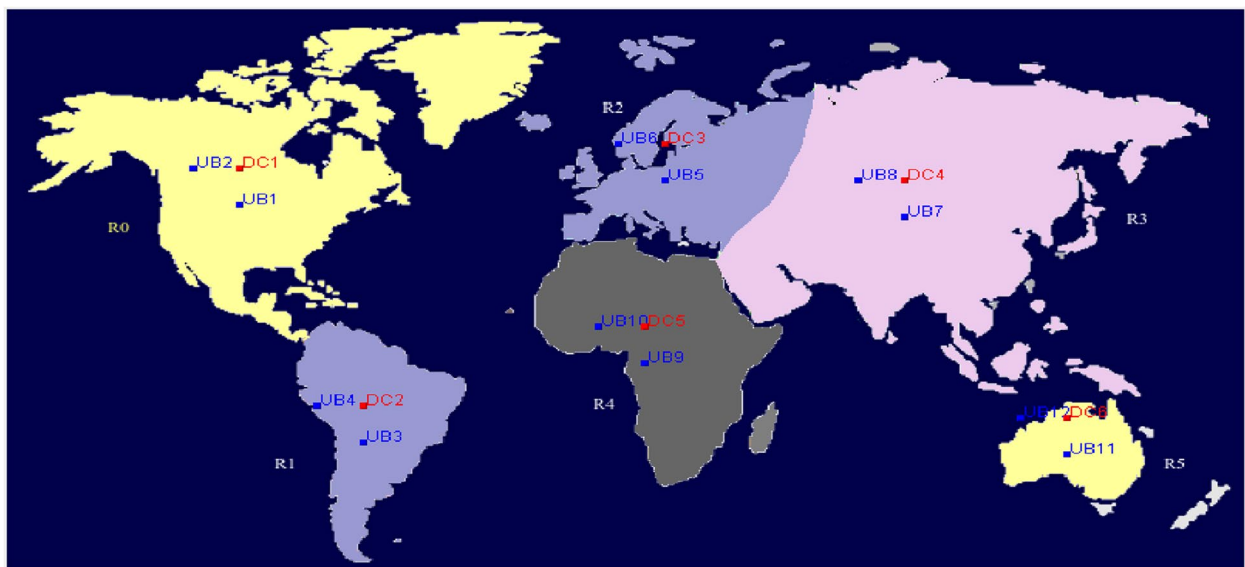 R2
UB6 DC3
UB2 DC1
UB5
UB8 DC4
UB1
UB7
R0
R3
UB10 DC5
UB9
R4
UB4 DC2
UB12 DC6
UB3
UB11
R1
R5